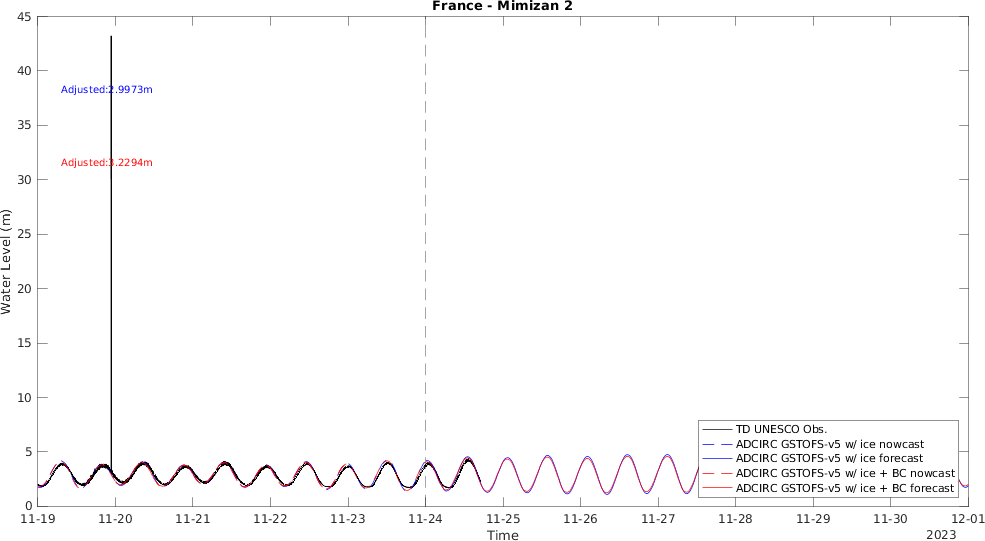 France - Mimizan 2
45
40
Adjusted:2.9973m
35
Adjusted:3.2294m
30
25
20
15
10
5
0
Water Level (m)
TD UNESCO Obs.
ADCIRC GSTOFS-v5 w/ ice nowcast
ADCIRC GSTOFS-v5 w/ ice forecast
ADCIRC GSTOFS-v5 w/ ice + BC nowcast
ADCIRC GSTOFS-v5 w/ ice + BC forecast
11-19 11-20 11-21 11-22 11-23 11-24 11-25 11-26 11-27 11-28 11-29 11-30 12-01
Time
2023